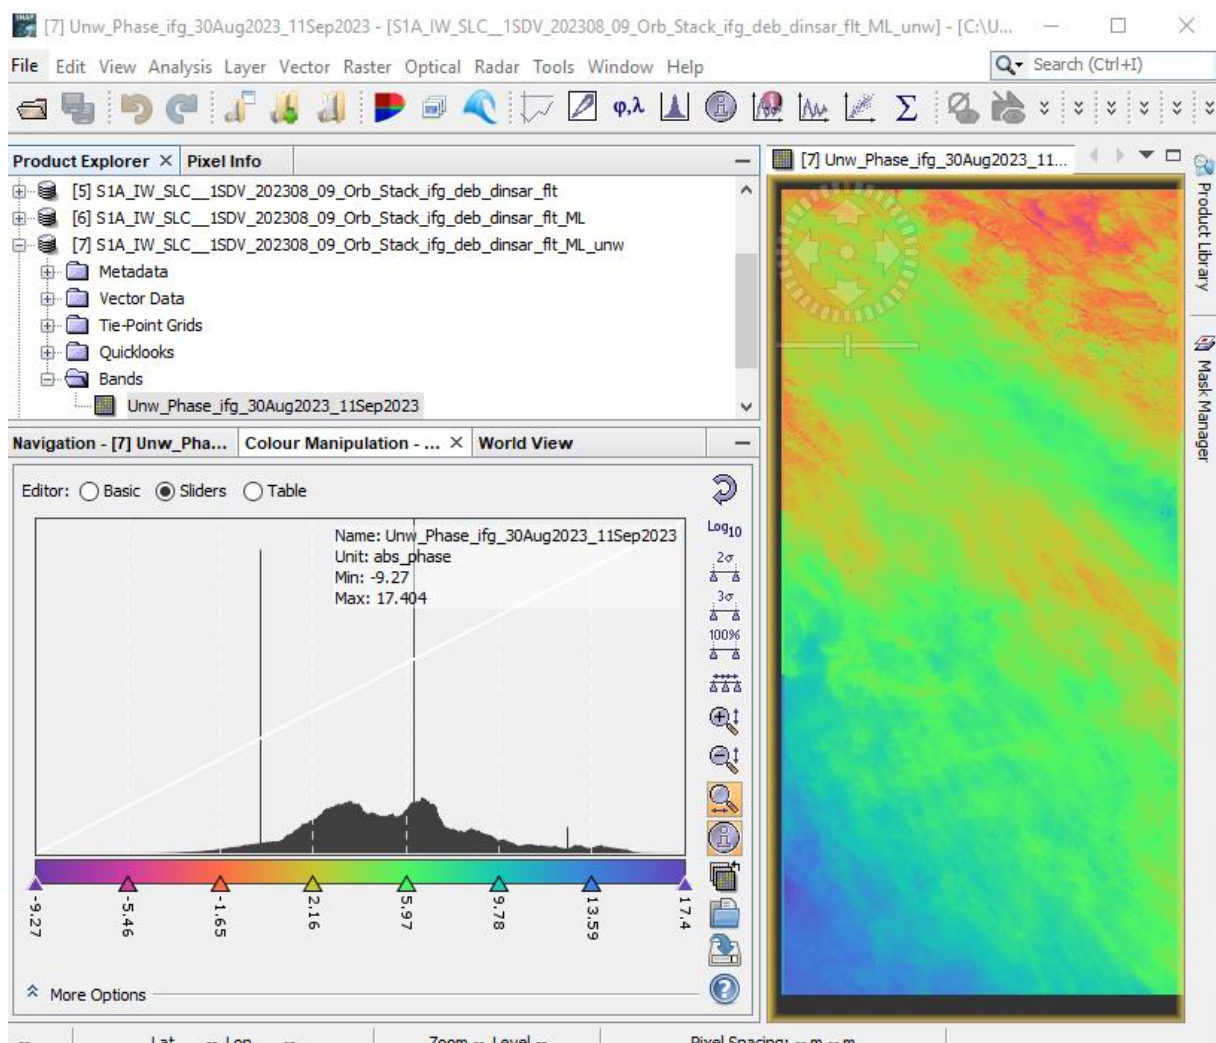 [7] Unw_Phase_ifg_30Aug2023_11Sep2023 - [S1A_IW_SLC__1SDV_202308_09_Orb_Stack_ifg_deb_dinsar_flt_ML_unw] - [C:\U...
File Edit View Analysis Layer Vector Raster Optical Radar Tools Window Help
Search (Ctrl+I)
φ,λ
Σ
Product Explorer × Pixel Info
[7] Unw_Phase_ifg_30Aug2023_11...
[5] S1A_IW_SLC__1SDV_202308_09_Orb_Stack_ifg_deb_dinsar_flt
[6] S1A_IW_SLC__1SDV_202308_09_Orb_Stack_ifg_deb_dinsar_flt_ML
[7] S1A_IW_SLC__1SDV_202308_09_Orb_Stack_ifg_deb_dinsar_flt_ML_unw
Metadata
Vector Data
Tie-Point Grids
Quicklooks
Bands
Unw_Phase_ifg_30Aug2023_11Sep2023
Product Library
Mask Manager
Navigation - [7] Unw_Pha... Colour Manipulation - ... × World View
Editor: Basic Sliders Table
Name: Unw_Phase_ifg_30Aug2023_11Sep2023
Unit: abs_phase
Min: -9.27
Max: 17.404
Log10
2σ
3σ
100%
-9.27 -5.46 -1.65 2.16 5.97 9.78 13.59 17.4
More Options
Lat -- Lon -- Zoom -- Level -- Pixel Spacing: -- m -- m